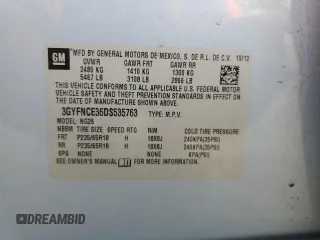 GM
MFD BY GENERAL MOTORS DE MEXICO, S. DE R.L. DE C.V. 10/12
GVWR GAWR FRT GAWR RR
2480 KG 1410 KG 1300 KG
5467 LB 3108 LB 2866 LB
THIS VEHICLE CONFORMS TO ALL APPLICABLE U.S. FEDERAL MOTOR
VEHICLE SAFETY AND THEFT PREVENTION STANDARDS IN
EFFECT ON THE DATE OF MANUFACTURE SHOWN ABOVE.
3GYFNCE36DS535763 TYPE: M.P.V.
MODEL: NG26
TIRE SIZE SPEED RTG RIM COLD TIRE PRESSURE
FRT P235/65R18 H 18X8J 240KPA(35PSI)
RR P235/65R18 H 18X8J 240KPA(35PSI)
SPA NONE NONE KPA(PSI)
SEE OWNER'S MANUAL FOR MORE INFORMATION.
DREAMBID